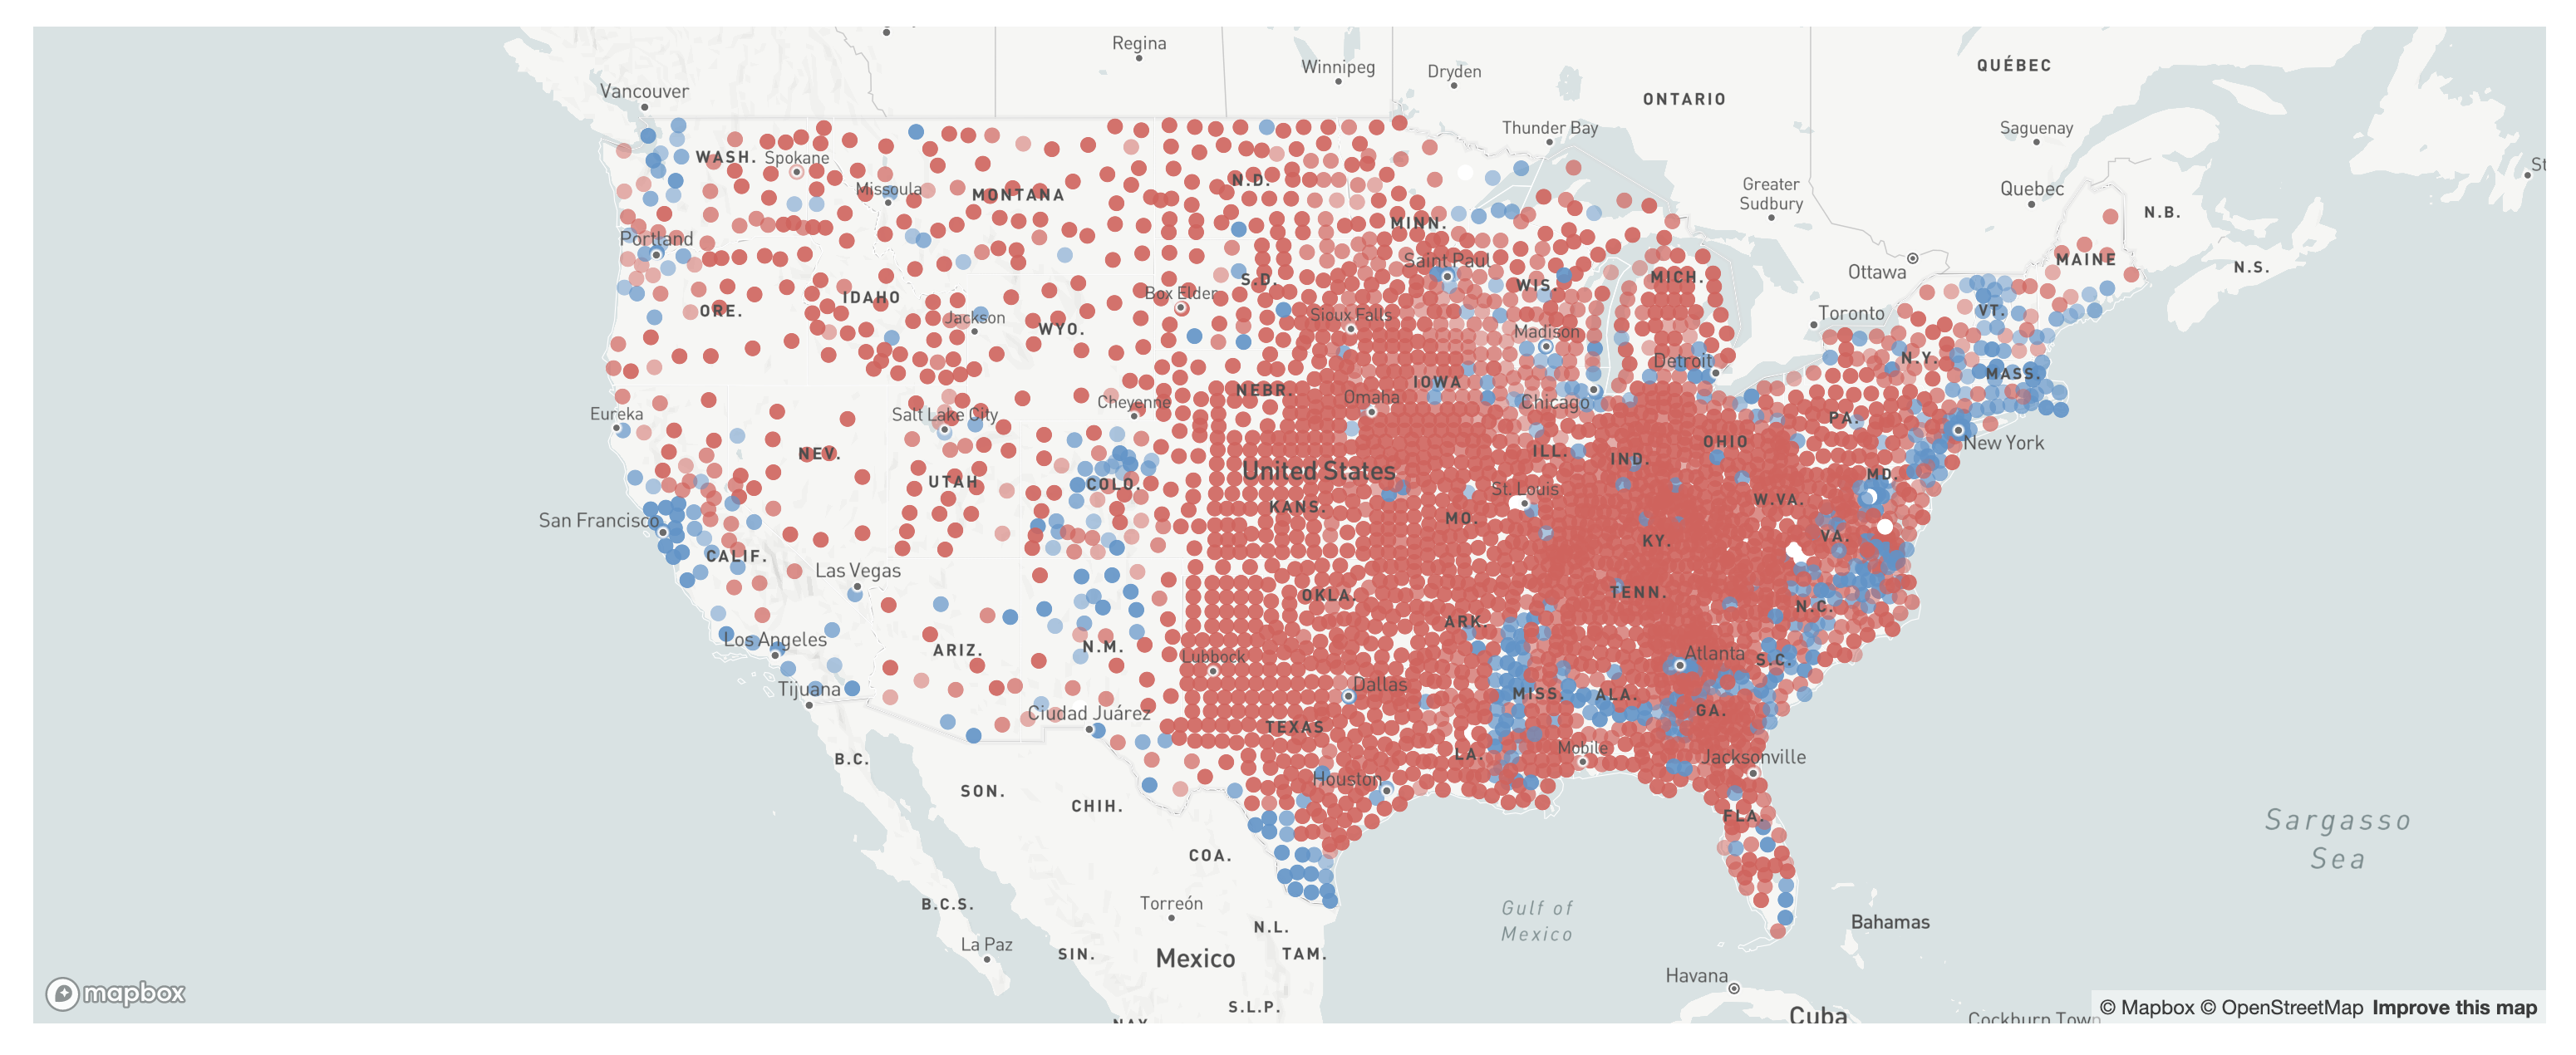 Regina
Winnipeg
Dryden
QUÉBEC
Vancouver
ONTARIO
Thunder Bay
Saguenay
WASH.
Spokane
Missoula
MONTANA
N.D.
MINN.
Greater
Sudbury
Quebec
N.B.
St
Portland
Saint Paul
Ottawa
MAINE
N.S.
ORE.
IDAHO
Box Elder
S.D.
WIS.
MICH.
Jackson
WYO.
Sioux Falls
Madison
Toronto
VT.
Detroit
N.Y.
MASS.
Eureka
Salt Lake City
Cheyenne
NEBR.
Omaha
IOWA
Chicago
PA.
NEV.
UTAH
COLO.
United States
ILL.
IND.
OHIO
New York
MD.
San Francisco
CALIF.
KANS.
MO.
St. Louis
KY.
W.VA.
VA.
Las Vegas
OKLA.
TENN.
N.C.
Los Angeles
ARIZ.
N.M.
Lubbock
ARK.
Atlanta
S.C.
Tijuana
Ciudad Juárez
Dallas
MISS.
ALA.
GA.
TEXAS
LA.
Mobile
Jacksonville
B.C.
SON.
CHIH.
Houston
FLA.
Sargasso
Sea
COA.
B.C.S.
Torreón
Gulf of
Mexico
Bahamas
La Paz
SIN.
Mexico
N.L.
TAM.
Havana
mapbox
S.L.P.
NAY.
Cuba
Cockburn Town
© Mapbox © OpenStreetMap Improve this map